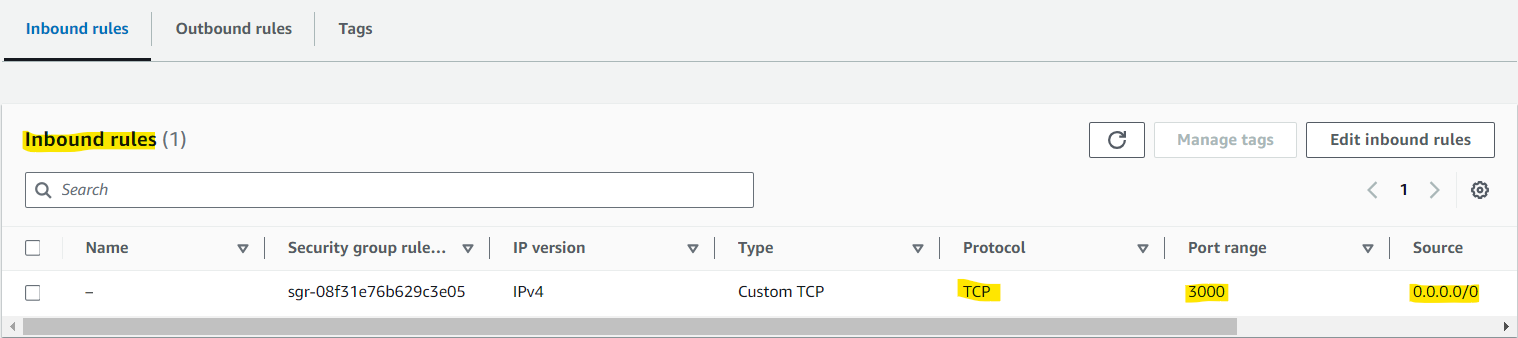 Inbound rules Outbound rules Tags
Inbound rules (1) Manage tags Edit inbound rules
Search 1
Name Security group rule... IP version Type Protocol Port range Source
– sgr-08f31e76b629c3e05 IPv4 Custom TCP TCP 3000 0.0.0.0/0